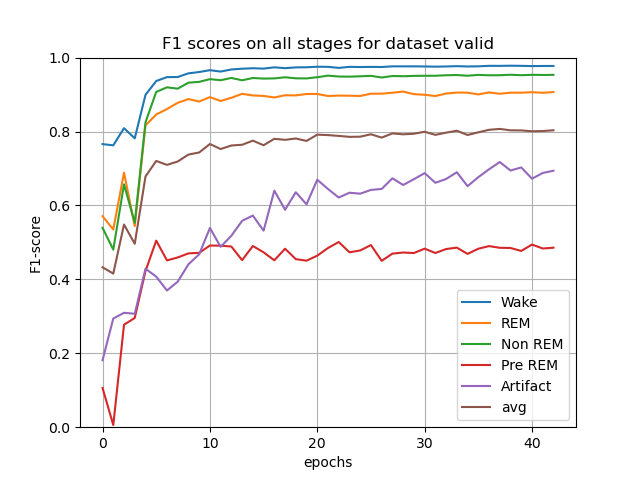 F1 scores on all stages for dataset valid
1.0
0.8
0.6
0.4
0.2
0.0
F1-score
0 10 20 30 40
epochs
Wake
REM
Non REM
Pre REM
Artifact
avg